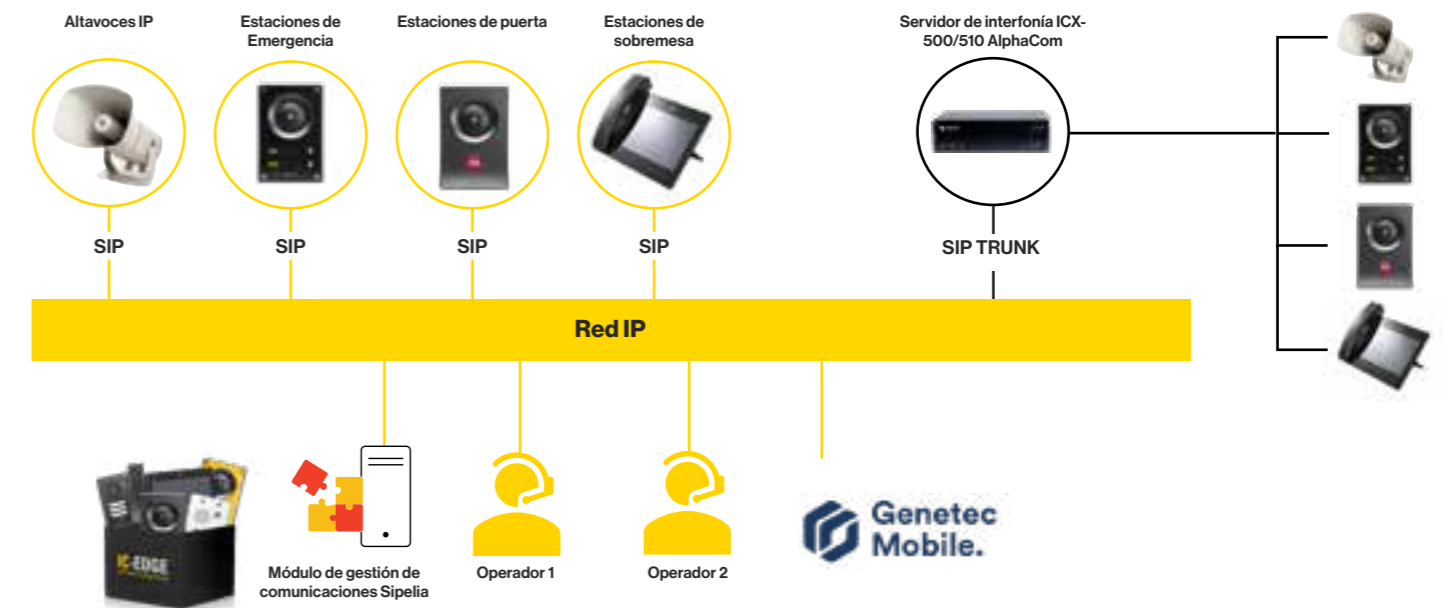 Altavoces IP
Estaciones de
Emergencia
Estaciones de puerta
Estaciones de
sobremesa
Servidor de interfonía ICX-
500/510 AlphaCom
SIP
SIP
SIP
SIP
SIP TRUNK
Red IP
IC-EDGE
Módulo de gestión de
comunicaciones Sipelia
Operador 1
Operador 2
Genetec
Mobile.